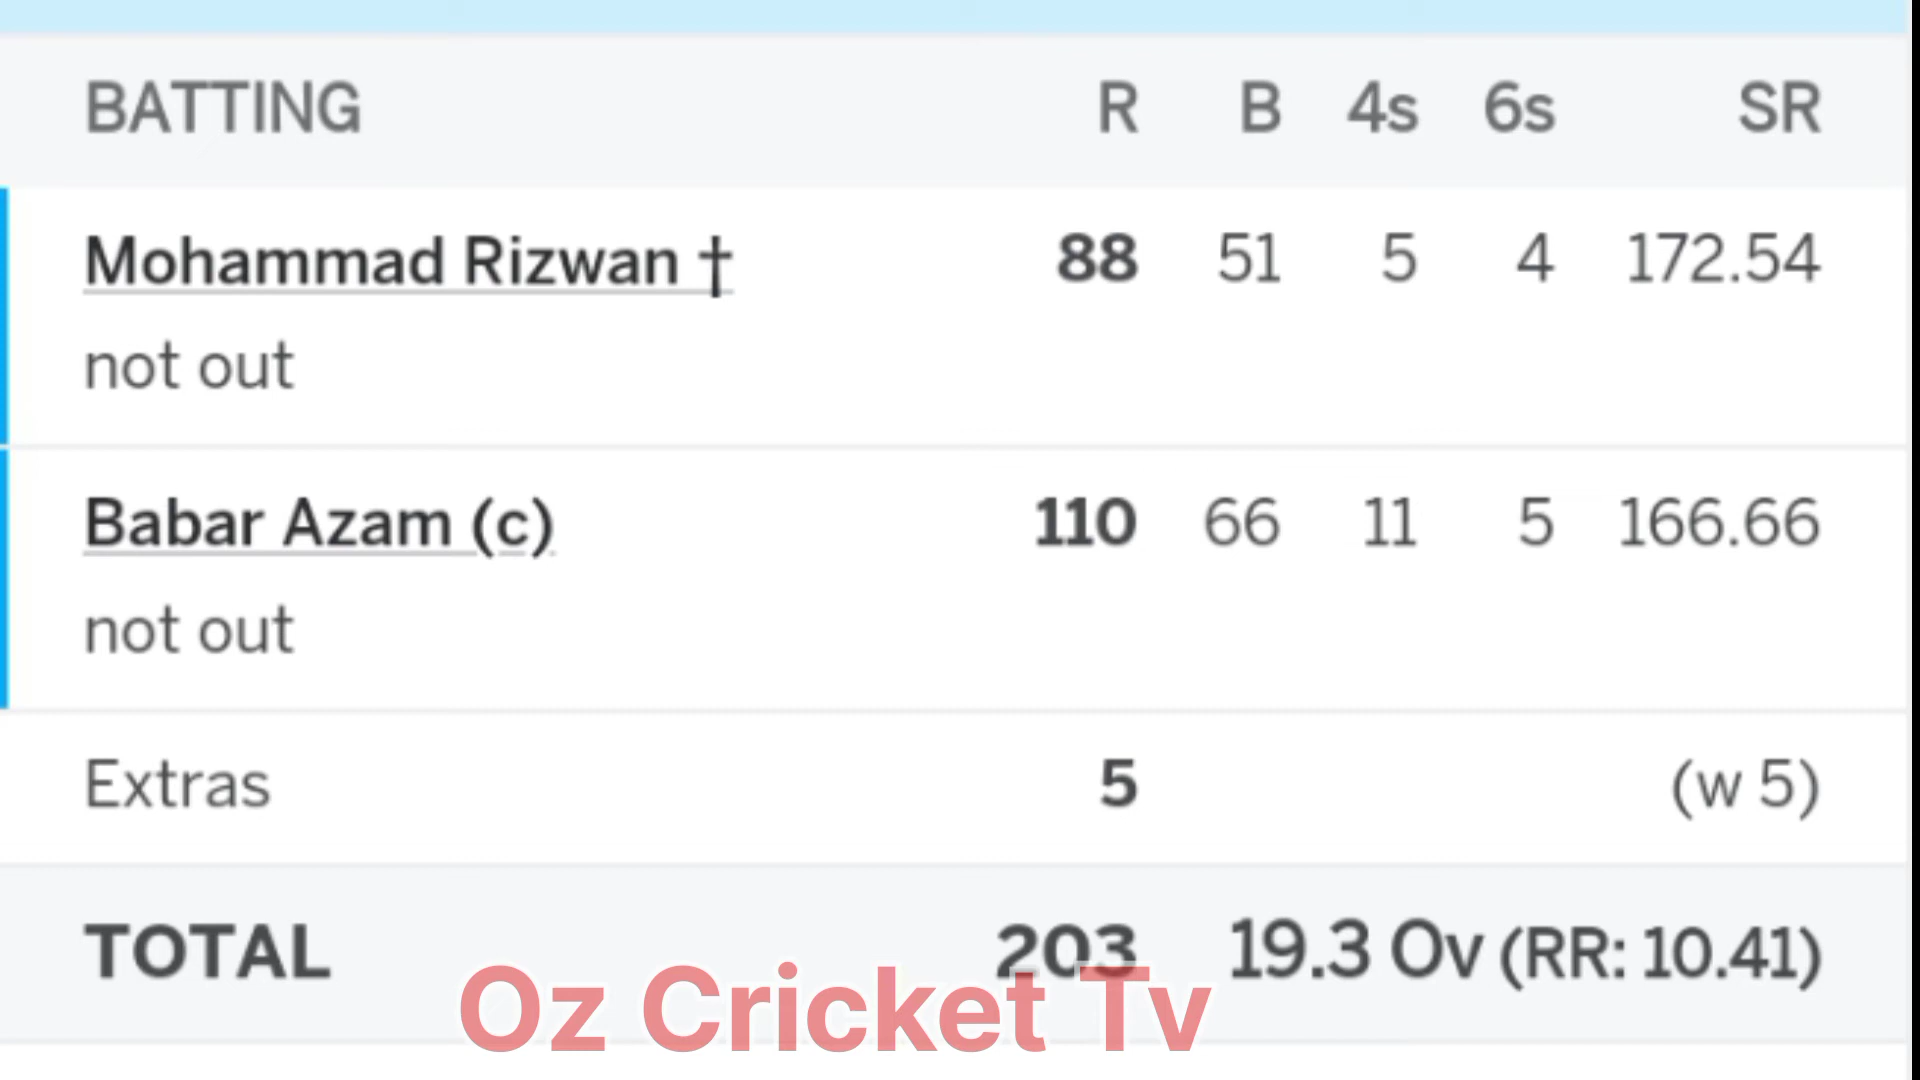 BATTING R B 4s 6s SR
Mohammad Rizwan † 88 51 5 4 172.54
not out
Babar Azam (c) 110 66 11 5 166.66
not out
Extras 5 (w 5)
TOTAL 203 19.3 Ov (RR: 10.41)
Oz Cricket Tv